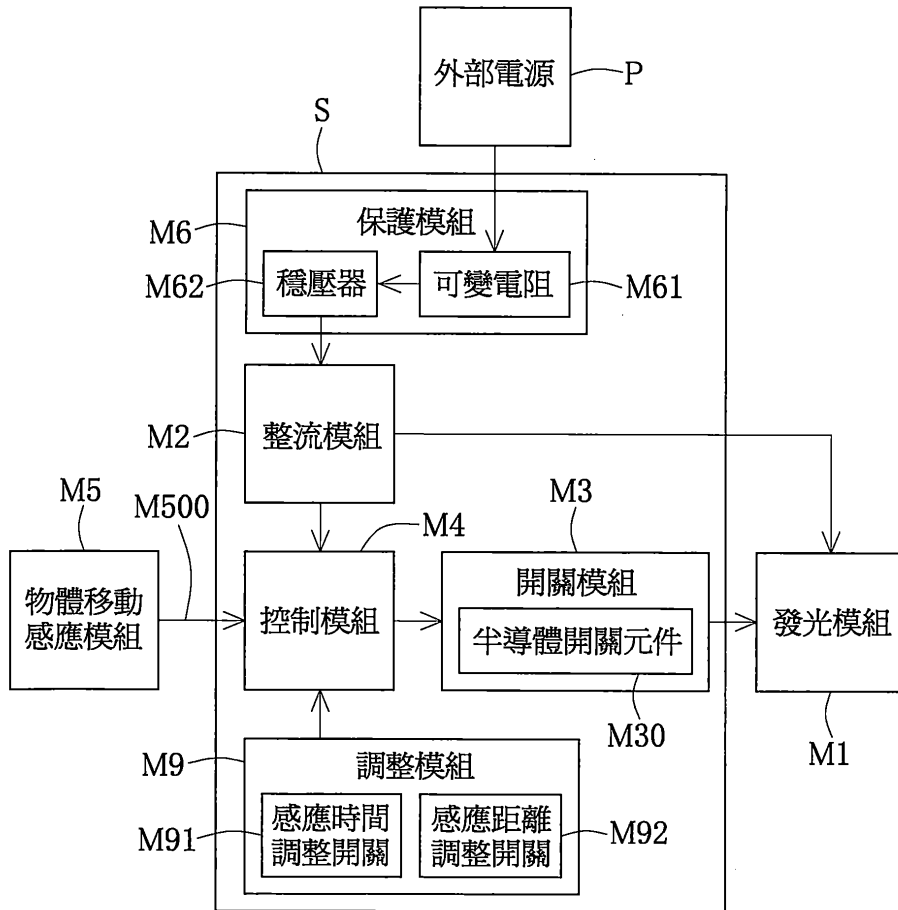 外部電源
P
S
M6
保護模組
M62
穩壓器
可變電阻
M61
M2
整流模組
M5
M500
M4
M3
物體移動
感應模組
控制模組
開關模組
半導體開關元件
發光模組
M30
M1
M9
調整模組
M91
感應時間
調整開關
感應距離
調整開關
M92